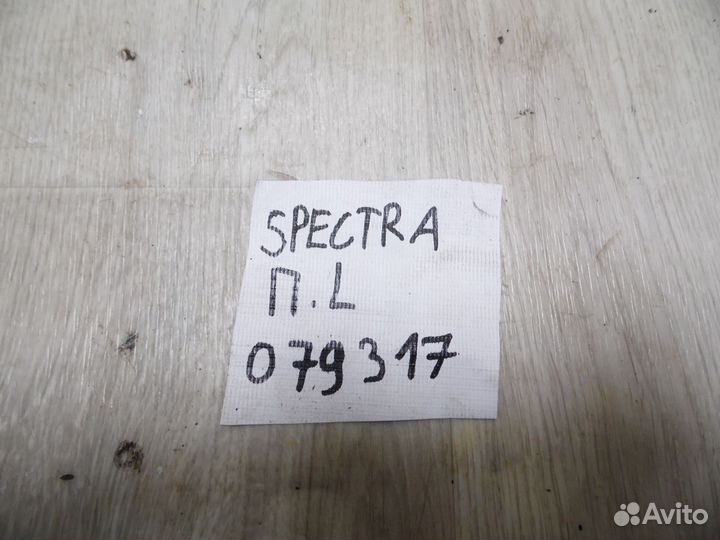 SPECTRA
П.L
079317
Avito